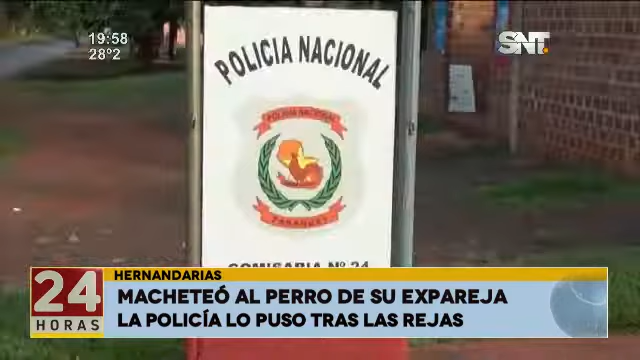 19:58
28°2
SNT
POLICIA NACIONAL
POLICIA NACIONAL
PARAGUAY
COMISARIA Nº 24
24
HORAS
HERNANDARIAS
MACHETEÓ AL PERRO DE SU EXPAREJA
LA POLICÍA LO PUSO TRAS LAS REJAS